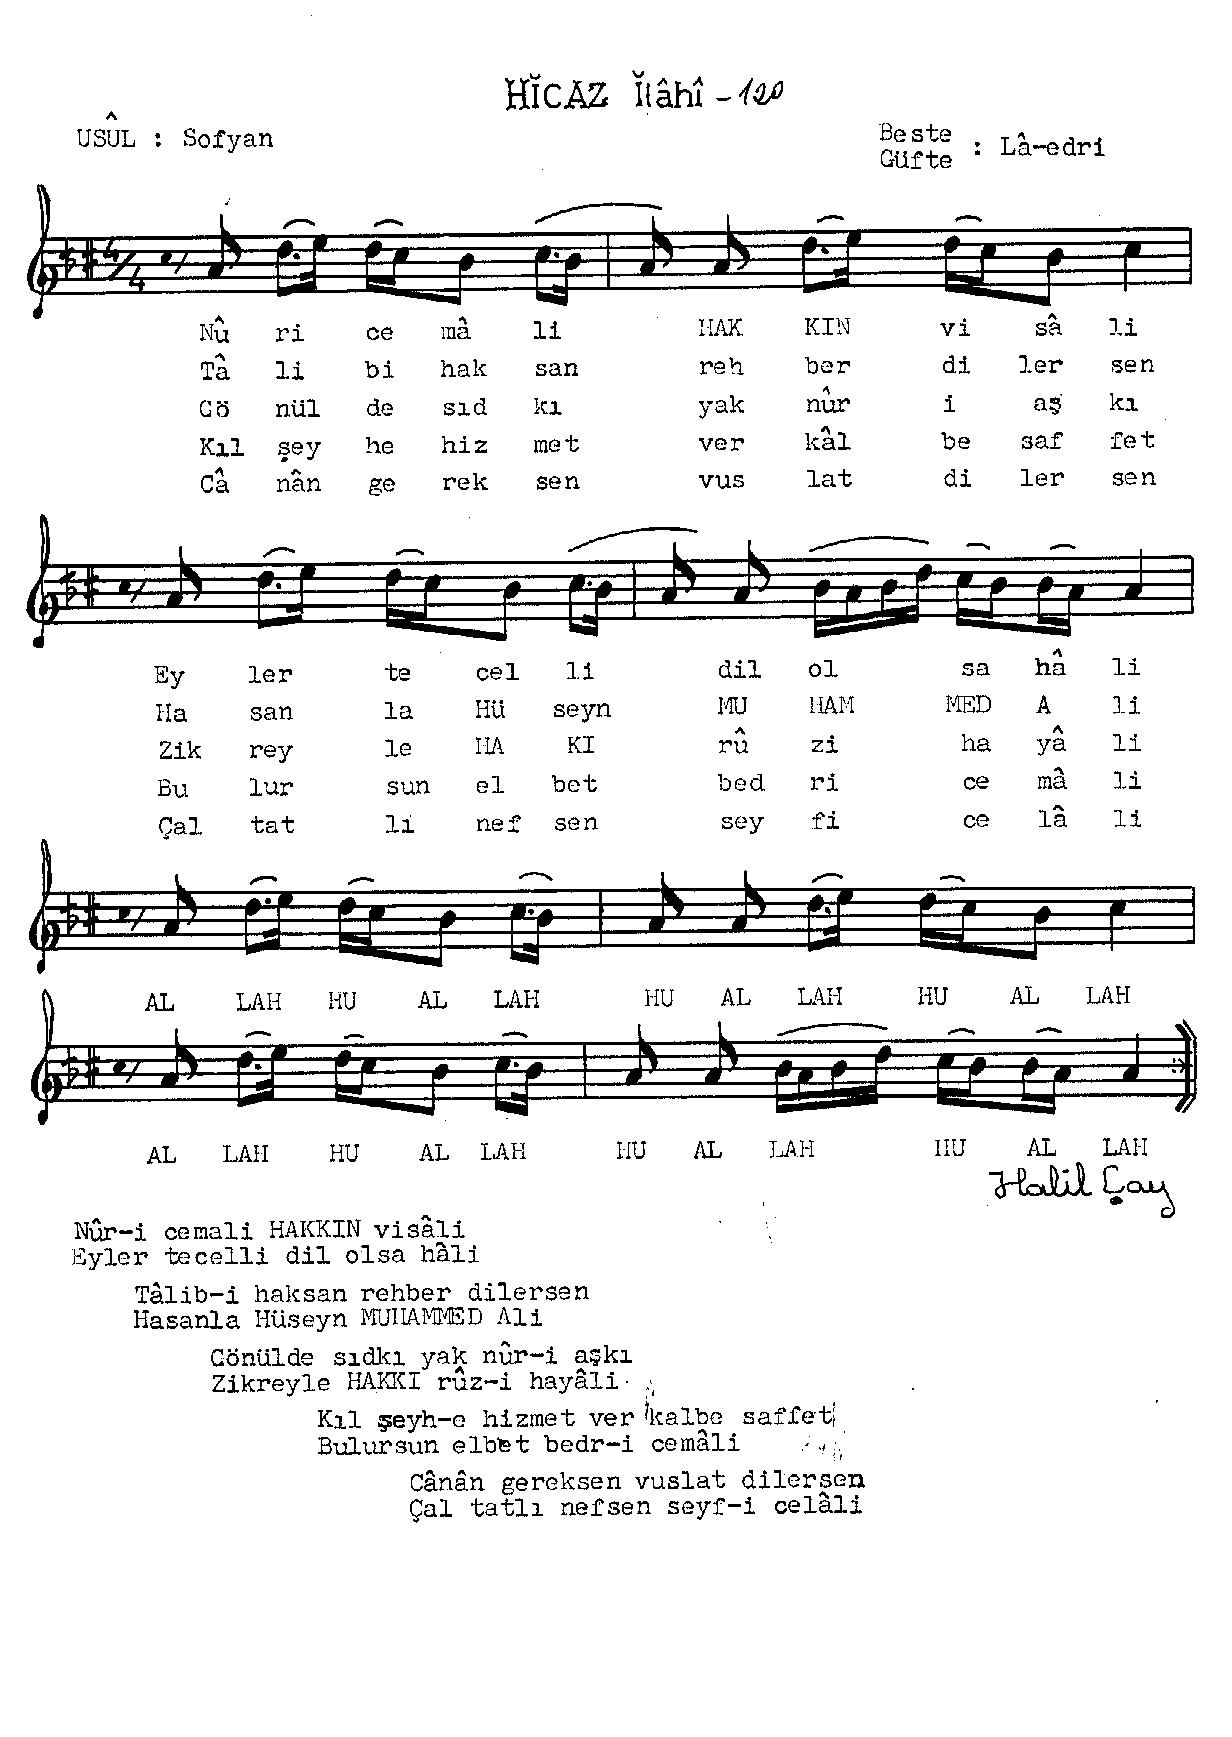 HİCAZ İlâhî - 120
USÛL : Sofyan
Beste
Güfte : Lâ-edri
4/4
Nû ri ce mâ li HAK KIN vi sâ li
Tâ li bi hak san reh ber di ler sen
Gö nül de sıd kı yak nûr i aş kı
Kıl şey he hiz met ver kâl be saf fet
Câ nân ge rek sen vus lat di ler sen
Ey ler te cel li dil ol sa hâ li
Ha san la Hü seyn MU HAM MED A li
Zik rey le HA KI rû zi ha yâ li
Bu lur sun el bet bed ri ce mâ li
Çal tat li nef sen sey fi ce lâ li
AL LAH HU AL LAH HU AL LAH HU AL LAH
AL LAH HU AL LAH HU AL LAH HU AL LAH
Halil Çay
Nûr-i cemali HAKKIN visâli
Eyler tecelli dil olsa hâli
Tâlib-i haksan rehber dilersen
Hasanla Hüseyn MUHAMMED Ali
Gönülde sıdkı yak nûr-i aşkı
Zikreyle HAKKI rûz-i hayâli
Kıl şeyh-e hizmet ver kalbe saffet
Bulursun elbet bedr-i cemâli
Cânân gereksen vuslat dilersen
Çal tatlı nefsen seyf-i celâli